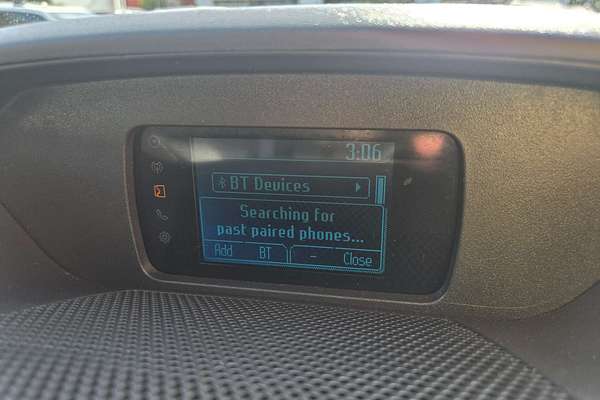 3:06
BT Devices
Searching for
past paired phones...
Add BT - Close